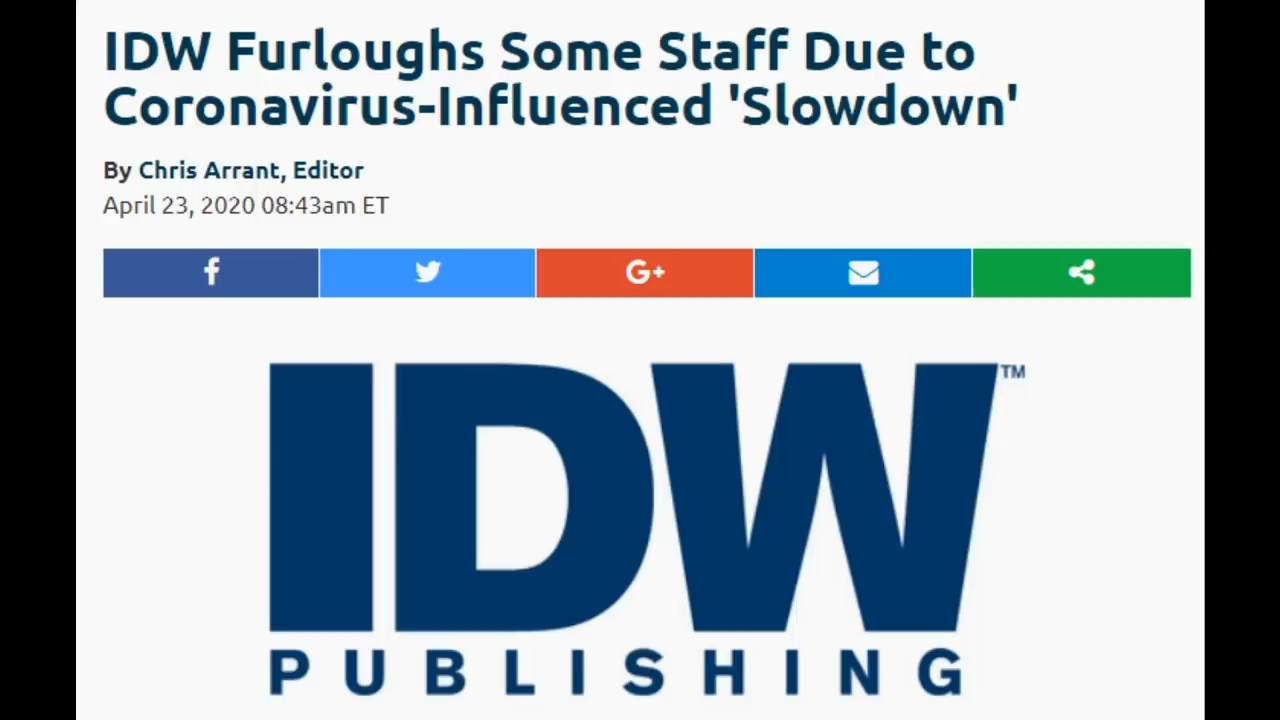 IDW Furloughs Some Staff Due to
Coronavirus-Influenced 'Slowdown'
By Chris Arrant, Editor
April 23, 2020 08:43am ET
f
G+
IDW™
PUBLISHING